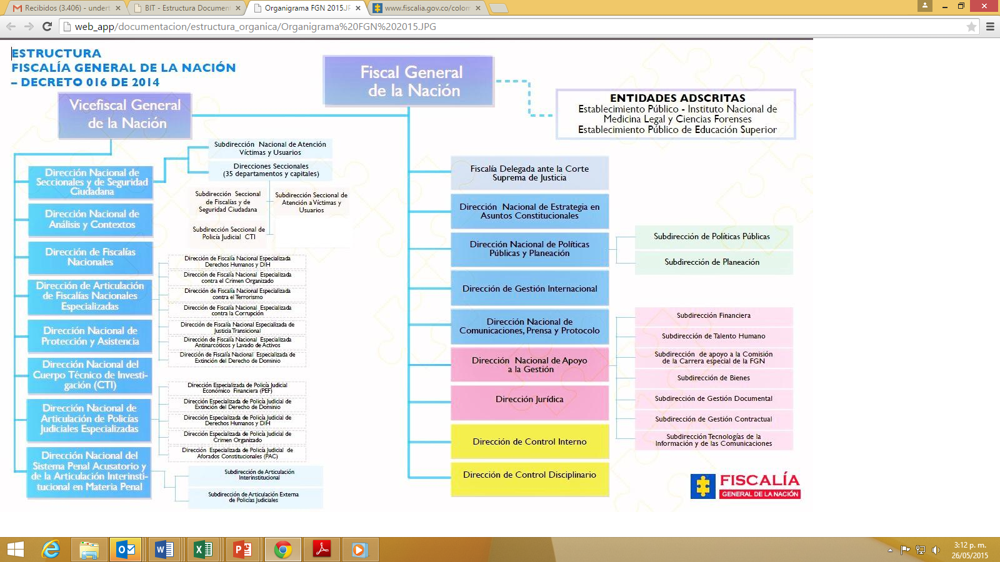 Recibidos (3.406) - undert
BIT - Estructura Documen
Organigrama FGN 2015.JP
www.fiscalia.gov.co/colom
web_app/documentacion/estructura_organica/Organigrama%20FGN%202015.JPG
ESTRUCTURA
FISCALÍA GENERAL DE LA NACIÓN
– DECRETO 016 DE 2014
Fiscal General
de la Nación
Vicefiscal General
de la Nación
ENTIDADES ADSCRITAS
Establecimiento Público - Instituto Nacional de
Medicina Legal y Ciencias Forenses
Establecimiento Público de Educación Superior
Dirección Nacional de
Seccionales y de Seguridad
Ciudadana
Dirección Nacional de
Análisis y Contextos
Dirección de Fiscalías
Nacionales
Dirección de Articulación
de Fiscalías Nacionales
Especializadas
Dirección Nacional de
Protección y Asistencia
Dirección Nacional del
Cuerpo Técnico de Investi-
gación (CTI)
Dirección Nacional de
Articulación de Policías
Judiciales Especializadas
Dirección Nacional del
Sistema Penal Acusatorio y
de la Articulación Interinsti-
tucional en Materia Penal
Subdirección Nacional de Atención
Víctimas y Usuarios
Direcciones Seccionales
(35 departamentos y capitales)
Subdirección Seccional
de Fiscalías y de
Seguridad Ciudadana
Subdirección Seccional de
Atención a Víctimas y
Usuarios
Subdirección Seccional de
Policía Judicial CTI
Dirección de Fiscalía Nacional Especializada
Derechos Humanos y DIH
Dirección de Fiscalía Nacional Especializada
contra el Crimen Organizado
Dirección de Fiscalía Nacional Especializada
contra el Terrorismo
Dirección de Fiscalía Nacional Especializada
contra la Corrupción
Dirección de Fiscalía Nacional Especializada de
Justicia Transicional
Dirección de Fiscalía Nacional Especializada
Antinarcóticos y Lavado de Activos
Dirección de Fiscalía Nacional Especializada de
Extinción del Derecho de Dominio
Dirección Especializada de Policía Judicial
Económico Financiera (PEF)
Dirección Especializada de Policía Judicial de
Extinción del Derecho de Dominio
Dirección Especializada de Policía Judicial de
Derechos Humanos y DIH
Dirección Especializada de Policía Judicial de
Crimen Organizado
Dirección Especializada de Policía Judicial de
Aforados Constitucionales (PAC)
Subdirección de Articulación
Interinstitucional
Subdirección de Articulación Externa
de Policías Judiciales
Fiscalía Delegada ante la Corte
Suprema de Justicia
Dirección Nacional de Estrategia en
Asuntos Constitucionales
Dirección Nacional de Políticas
Públicas y Planeación
Dirección de Gestión Internacional
Dirección Nacional de
Comunicaciones, Prensa y Protocolo
Dirección Nacional de Apoyo
a la Gestión
Dirección Jurídica
Dirección de Control Interno
Dirección de Control Disciplinario
Subdirección de Políticas Públicas
Subdirección de Planeación
Subdirección Financiera
Subdirección de Talento Humano
Subdirección de apoyo a la Comisión
de la Carrera especial de la FGN
Subdirección de Bienes
Subdirección de Gestión Documental
Subdirección de Gestión Contractual
Subdirección Tecnologías de la
Información y de las Comunicaciones
FISCALÍA
GENERAL DE LA NACIÓN
3:12 p. m.
26/05/2015